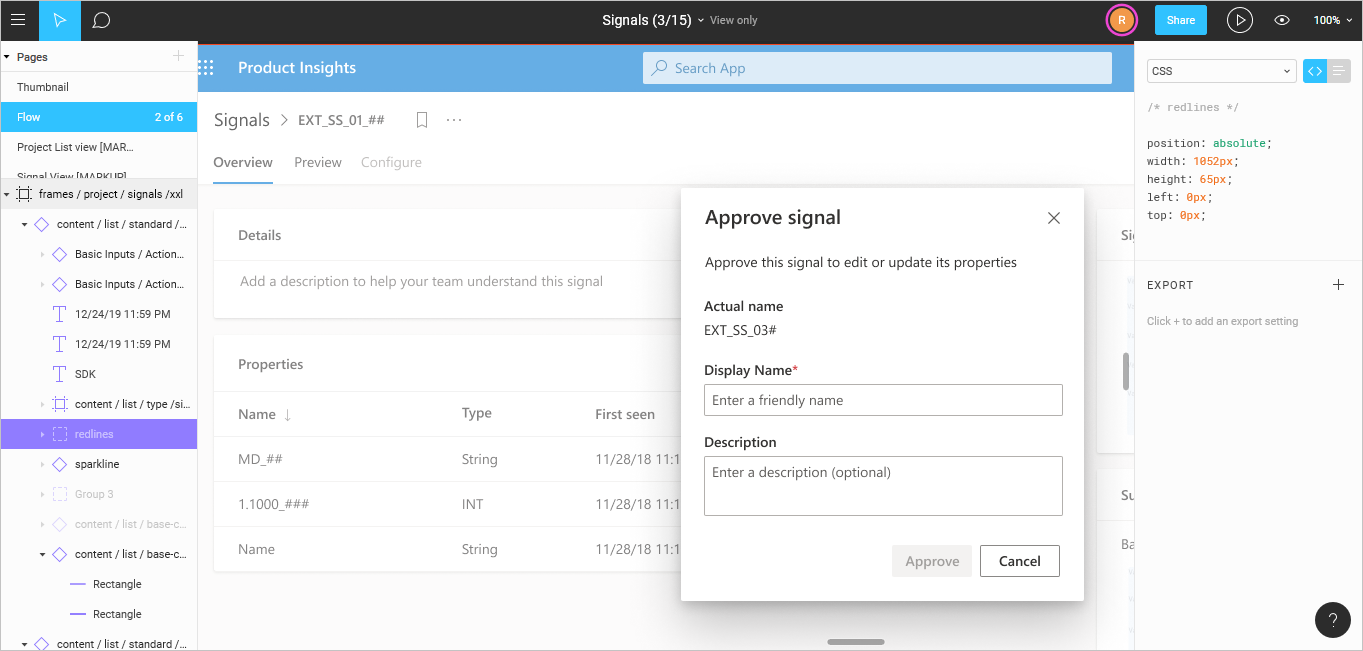 Signals (3/15) View only
R
Share
100%
Pages
Thumbnail
Flow 2 of 6
Project List view [MAR...
Signal View [MARKUP]
frames / project / signals /xxl
content / list / standard /...
Basic Inputs / Action...
Basic Inputs / Action...
12/24/19 11:59 PM
12/24/19 11:59 PM
SDK
content / list / type /si...
redlines
sparkline
Group 3
content / list / base-c...
content / list / base-c...
Rectangle
Rectangle
content / list / standard /...
Product Insights
Search App
Signals > EXT_SS_01_## ...
Overview Preview Configure
Details
Add a description to help your team understand this signal
Properties
Name ↓ Type First seen
MD_## String 11/28/18 11:1
1.1000_### INT 11/28/18 11:1
Name String 11/28/18 11:1
Approve signal
Approve this signal to edit or update its properties
Actual name
EXT_SS_03#
Display Name*
Enter a friendly name
Description
Enter a description (optional)
Approve Cancel
Su
Ba
CSS
/* redlines */
position: absolute;
width: 1052px;
height: 65px;
left: 0px;
top: 0px;
EXPORT +
Click + to add an export setting
?